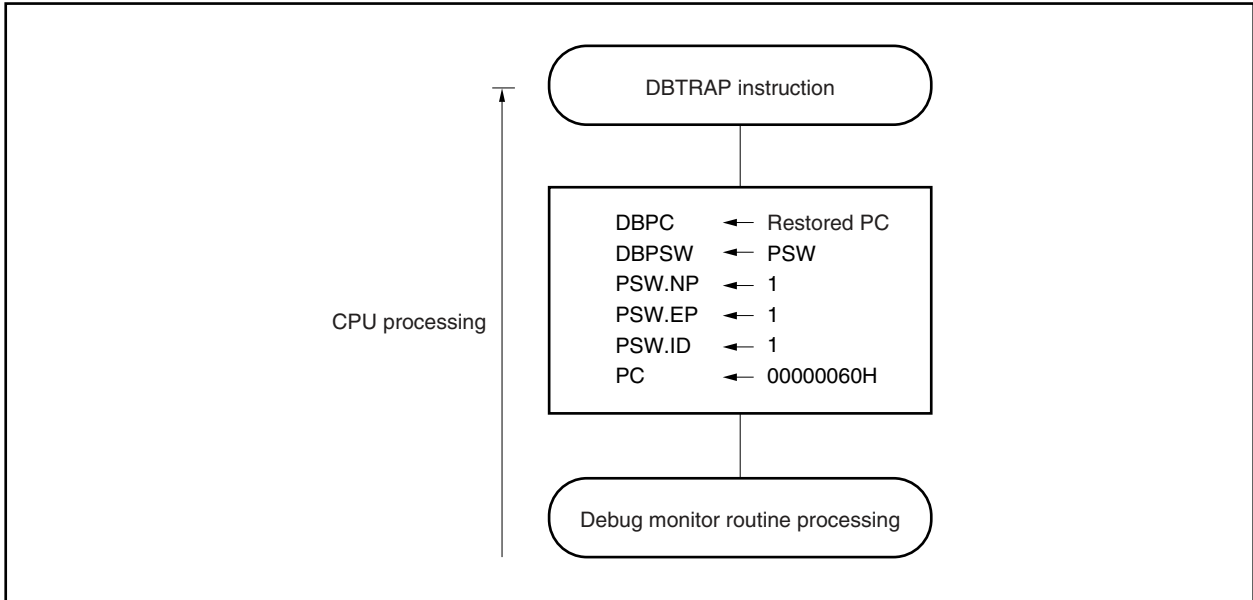 DBTRAP instruction
DBPC ← Restored PC
DBPSW ← PSW
PSW.NP ← 1
PSW.EP ← 1
PSW.ID ← 1
PC ← 00000060H
CPU processing
Debug monitor routine processing